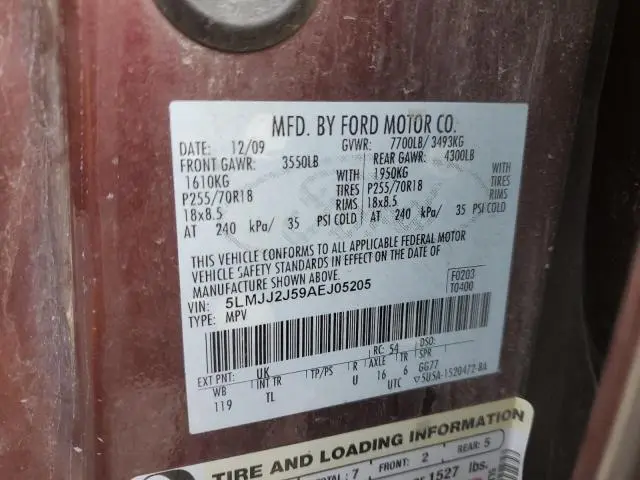 MFD. BY FORD MOTOR CO.
DATE: 12/09 GVWR: 7700LB/ 3493KG
FRONT GAWR: 3550LB REAR GAWR: 4300LB
1610KG WITH 1950KG WITH
P255/70R18 TIRES P255/70R18 TIRES
18x8.5 RIMS 18x8.5 RIMS
AT 240 kPa/ 35 PSI COLD AT 240 kPa/ 35 PSI COLD
THIS VEHICLE CONFORMS TO ALL APPLICABLE FEDERAL MOTOR
VEHICLE SAFETY STANDARDS IN EFFECT ON THE DATE OF
MANUFACTURE SHOWN ABOVE.
VIN: 5LMJJ2J59AEJ05205 F0203
TYPE: MPV T0400
EXT PNT: UK RC: 54 DSO:
WB INT TR TP/PS R AXLE TR SPR
119 TL U 16 6 GG77
UTC 5U5A-1520472-BA
TIRE AND LOADING INFORMATION
TOTAL: 7 FRONT: 2 REAR: 5
1527 lbs.